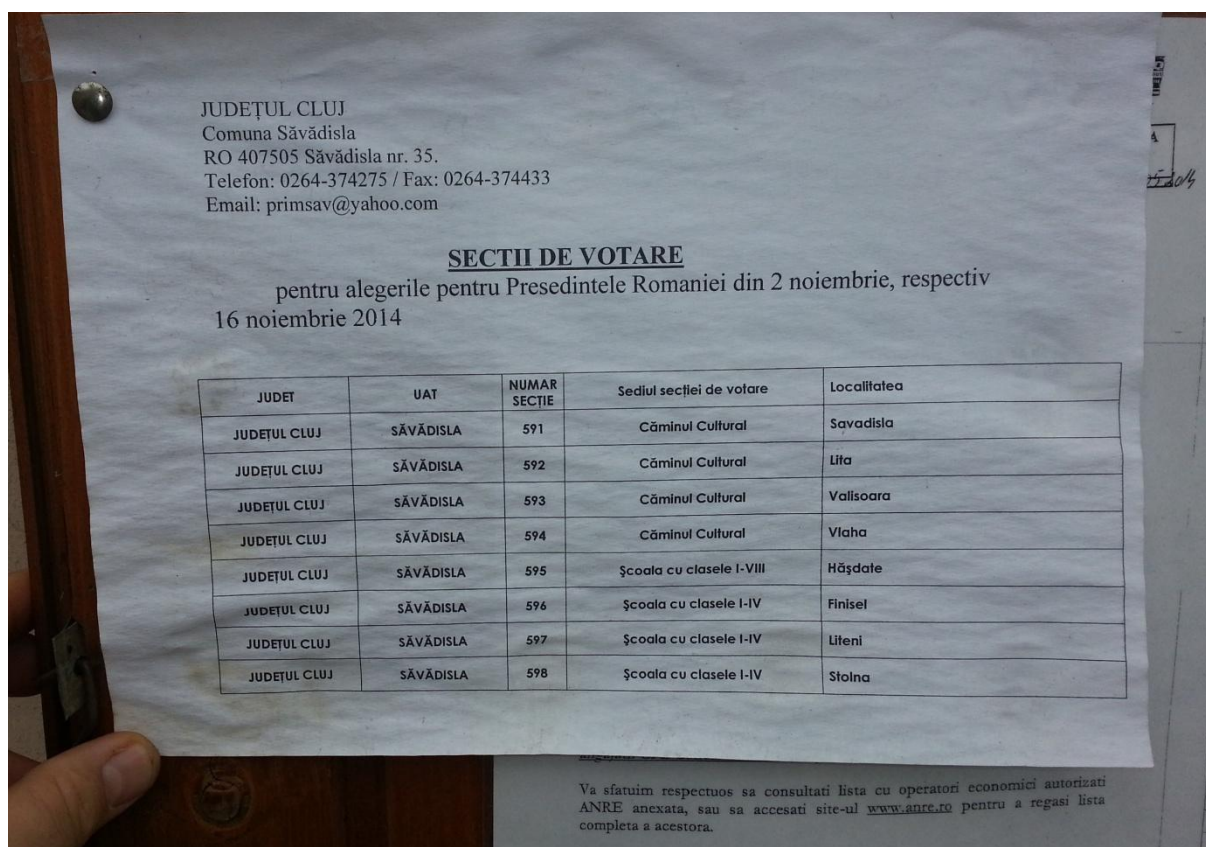 JUDEȚUL CLUJ
Comuna Săvădisla
RO 407505 Săvădisla nr. 35.
Telefon: 0264-374275 / Fax: 0264-374433
Email: primsav@yahoo.com
SECTII DE VOTARE
pentru alegerile pentru Presedintele Romaniei din 2 noiembrie, respectiv
16 noiembrie 2014
JUDEȚ UAT NUMAR SECȚIE Sediul secției de votare Localitatea
JUDEȚUL CLUJ SĂVĂDISLA 591 Căminul Cultural Savadisla
JUDEȚUL CLUJ SĂVĂDISLA 592 Căminul Cultural Lita
JUDEȚUL CLUJ SĂVĂDISLA 593 Căminul Cultural Valisoara
JUDEȚUL CLUJ SĂVĂDISLA 594 Căminul Cultural Vlaha
JUDEȚUL CLUJ SĂVĂDISLA 595 Școala cu clasele I-VIII Hăşdate
JUDEȚUL CLUJ SĂVĂDISLA 596 Școala cu clasele I-IV Finisel
JUDEȚUL CLUJ SĂVĂDISLA 597 Școala cu clasele I-IV Liteni
JUDEȚUL CLUJ SĂVĂDISLA 598 Școala cu clasele I-IV Stolna
Va sfatuim respectuos sa consultati lista cu operatori economici autorizati
ANRE anexata, sau sa accesati site-ul www.anre.ro pentru a regasi lista
completa a acestora.